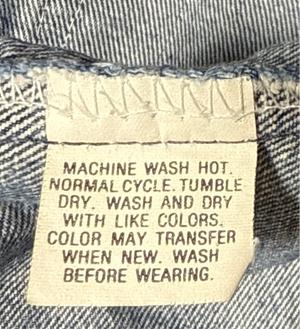 MACHINE WASH HOT.
NORMAL CYCLE. TUMBLE
DRY. WASH AND DRY
WITH LIKE COLORS.
COLOR MAY TRANSFER
WHEN NEW. WASH
BEFORE WEARING.